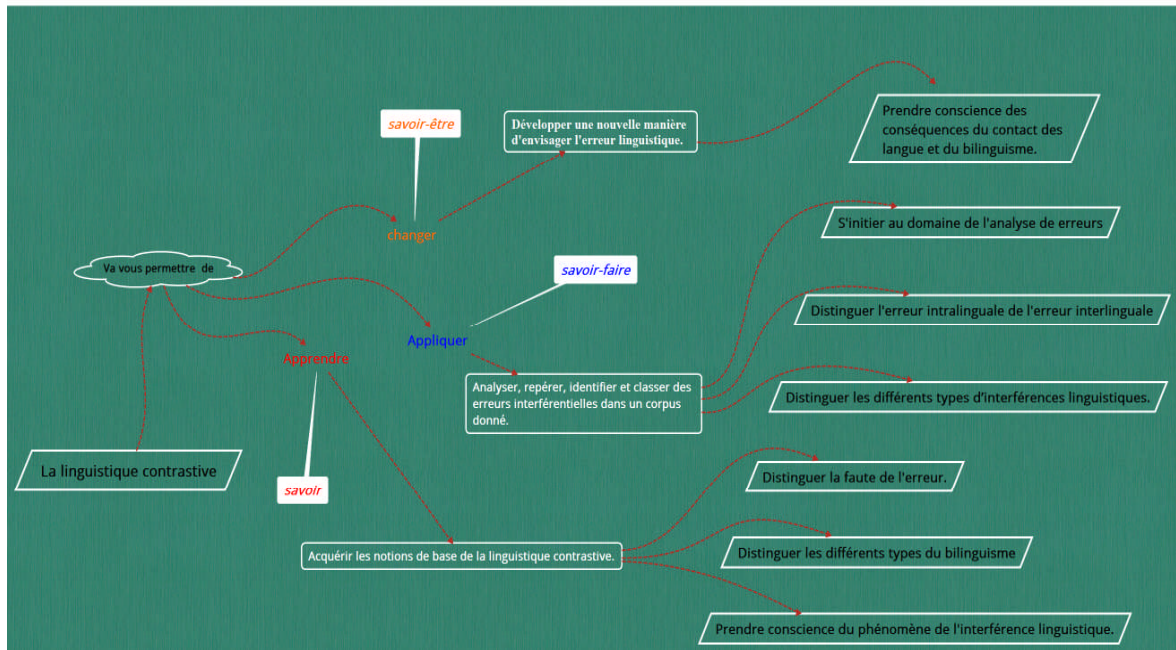 savoir-être
Développer une nouvelle manière
d'envisager l'erreur linguistique.
Prendre conscience des
conséquences du contact des
langue et du bilinguisme.
changer
S'initier au domaine de l'analyse de erreurs
Va vous permettre de
savoir-faire
Distinguer l'erreur intralinguale de l'erreur interlinguale
Appliquer
Apprendre
Analyser, repérer, identifier et classer des
erreurs interférentielles dans un corpus
donné.
Distinguer les différents types d'interférences linguistiques.
La linguistique contrastive
savoir
Distinguer la faute de l'erreur.
Acquérir les notions de base de la linguistique contrastive.
Distinguer les différents types du bilinguisme
Prendre conscience du phénomène de l'interférence linguistique.